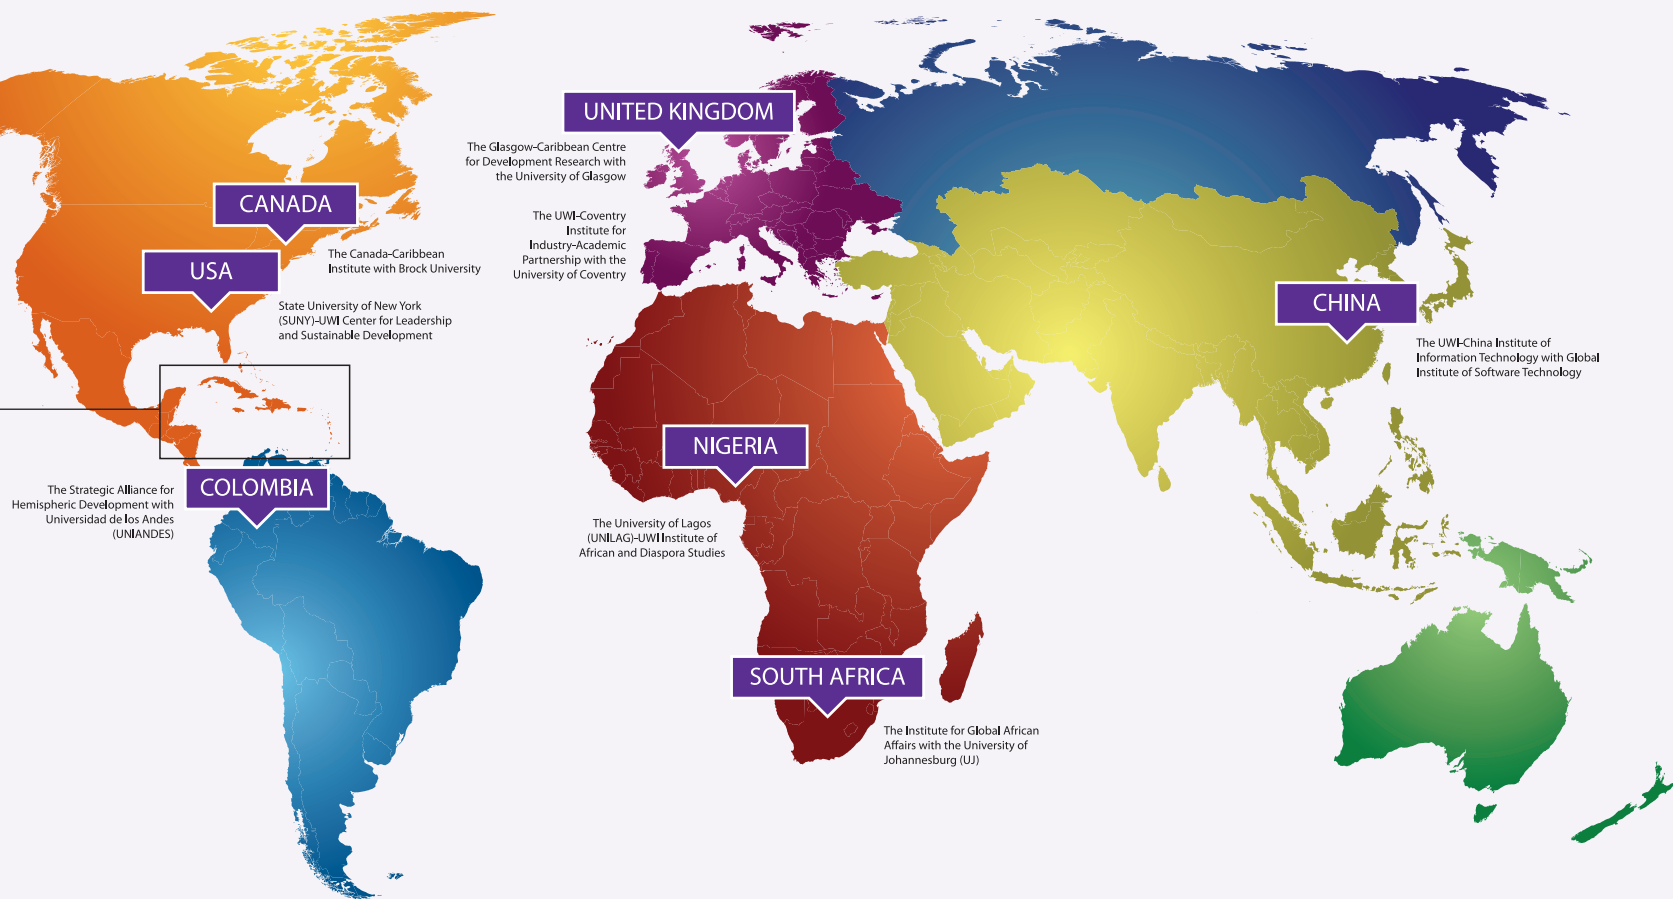 UNITED KINGDOM
The Glasgow-Caribbean Centre
for Development Research with
the University of Glasgow
The UWI-Coventry
Institute for
Industry-Academic
Partnership with the
University of Coventry
CANADA
The Canada-Caribbean
Institute with Brock University
USA
State University of New York
(SUNY)-UWI Center for Leadership
and Sustainable Development
CHINA
The UWI-China Institute of
Information Technology with Global
Institute of Software Technology
NIGERIA
The University of Lagos
(UNILAG)-UWI Institute of
African and Diaspora Studies
COLOMBIA
The Strategic Alliance for
Hemispheric Development with
Universidad de los Andes
(UNIANDES)
SOUTH AFRICA
The Institute for Global African
Affairs with the University of
Johannesburg (UJ)